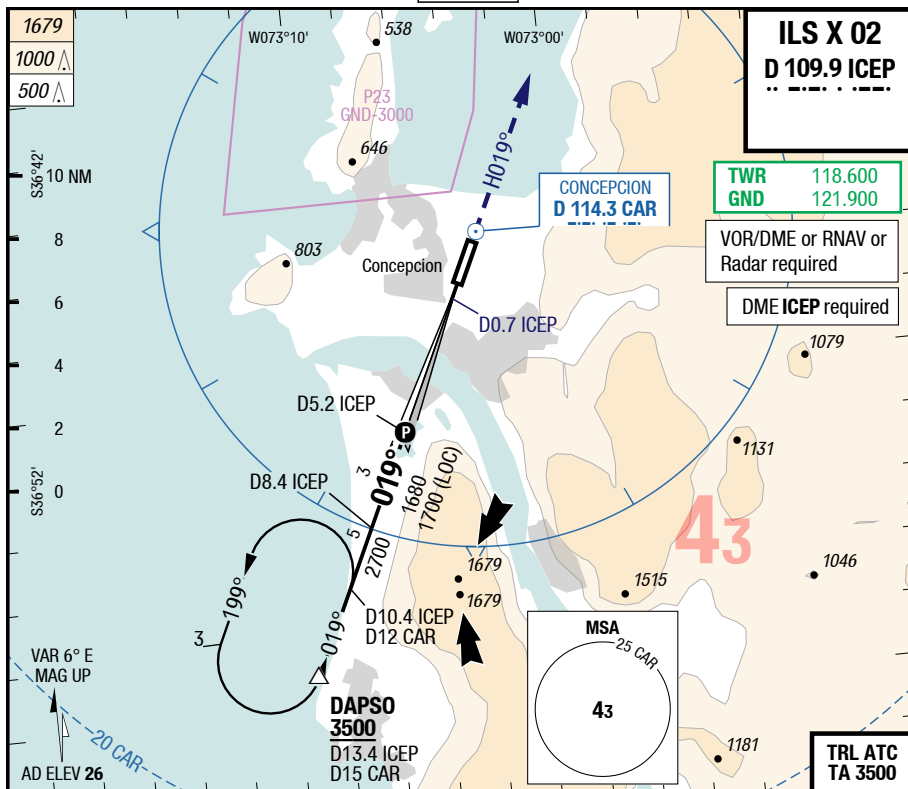 1679
1000
500
W073°10'
538
W073°00'
ILS X 02
D 109.9 ICEP
P23
GND-3000
646
S36°42'
10 NM
H019°
TWR 118.600
GND 121.900
CONCEPCION
D 114.3 CAR
VOR/DME or RNAV or
Radar required
8
803
Concepcion
DME ICEP required
6
D0.7 ICEP
1079
4
D5.2 ICEP
P
2
1131
019°
3
1680
1700 (LOC)
D8.4 ICEP
S36°52'
0
43
5
2700
1679
1679
1046
1515
199°
D10.4 ICEP
D12 CAR
3
019°
MSA
25 CAR
43
VAR 6° E
MAG UP
DAPSO
3500
D13.4 ICEP
D15 CAR
20 CAR
1181
AD ELEV 26
TRL ATC
TA 3500